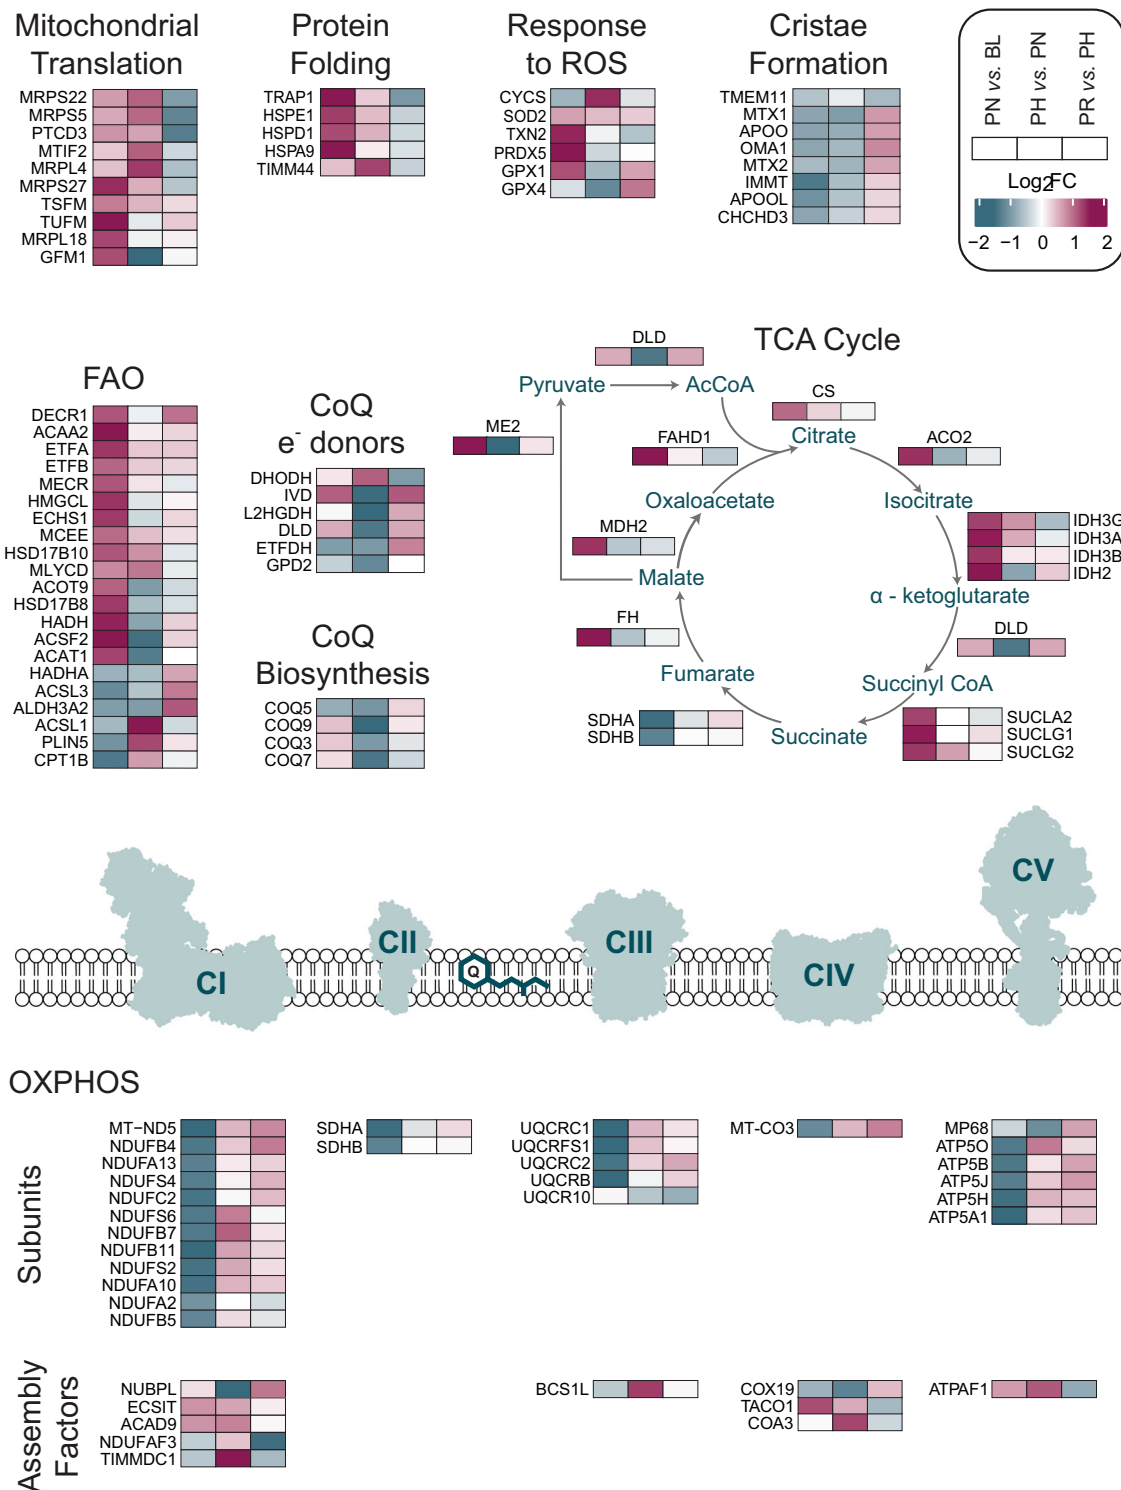 Mitochondrial
Translation
MRPS22
MRPS5
PTCD3
MTIF2
MRPL4
MRPS27
TSFM
TUFM
MRPL18
GFM1
Protein
Folding
TRAP1
HSPE1
HSPD1
HSPA9
TIMM44
Response
to ROS
CYCS
SOD2
TXN2
PRDX5
GPX1
GPX4
Cristae
Formation
TMEM11
MTX1
APOO
OMA1
MTX2
IMMT
APOOL
CHCHD3
PN vs. BL
PH vs. PN
PR vs. PH
Log2FC
−2 −1 0 1 2
FAO
DECR1
ACAA2
ETFA
ETFB
MECR
HMGCL
ECHS1
MCEE
HSD17B10
MLYCD
ACOT9
HSD17B8
HADH
ACSF2
ACAT1
HADHA
ACSL3
ALDH3A2
ACSL1
PLIN5
CPT1B
CoQ
e- donors
DHODH
IVD
L2HGDH
DLD
ETFDH
GPD2
CoQ
Biosynthesis
COQ5
COQ9
COQ3
COQ7
TCA Cycle
DLD
Pyruvate
AcCoA
CS
Citrate
ME2
FAHD1
ACO2
Oxaloacetate
Isocitrate
MDH2
IDH3G
IDH3A
IDH3B
IDH2
Malate
α - ketoglutarate
FH
DLD
Fumarate
Succinyl CoA
SDHA
SDHB
Succinate
SUCLA2
SUCLG1
SUCLG2
CI
CII
Q
CIII
CIV
CV
OXPHOS
Subunits
MT−ND5
NDUFB4
NDUFA13
NDUFS4
NDUFC2
NDUFS6
NDUFB7
NDUFB11
NDUFS2
NDUFA10
NDUFA2
NDUFB5
SDHA
SDHB
UQCRC1
UQCRFS1
UQCRC2
UQCRB
UQCR10
MT-CO3
MP68
ATP5O
ATP5B
ATP5J
ATP5H
ATP5A1
Assembly
Factors
NUBPL
ECSIT
ACAD9
NDUFAF3
TIMMDC1
BCS1L
COX19
TACO1
COA3
ATPAF1